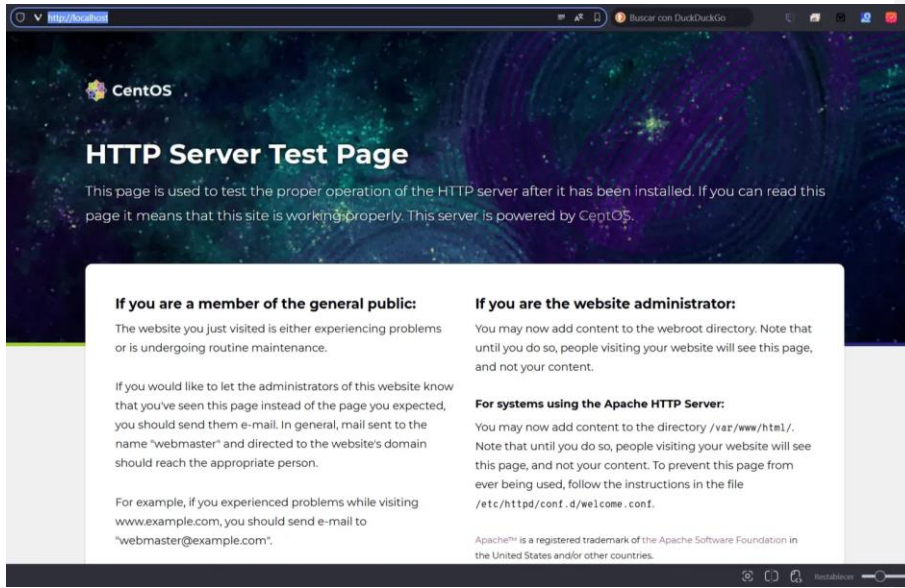 http://localhost
Buscar con DuckDuckGo
CentOS
HTTP Server Test Page
This page is used to test the proper operation of the HTTP server after it has been installed. If you can read this
page it means that this site is working properly. This server is powered by CentOS.
If you are a member of the general public:
The website you just visited is either experiencing problems
or is undergoing routine maintenance.
If you would like to let the administrators of this website know
that you've seen this page instead of the page you expected,
you should send them e-mail. In general, mail sent to the
name "webmaster" and directed to the website's domain
should reach the appropriate person.
For example, if you experienced problems while visiting
www.example.com, you should send e-mail to
"webmaster@example.com".
If you are the website administrator:
You may now add content to the webroot directory. Note that
until you do so, people visiting your website will see this page,
and not your content.
For systems using the Apache HTTP Server:
You may now add content to the directory /var/www/html/.
Note that until you do so, people visiting your website will see
this page, and not your content. To prevent this page from
ever being used, follow the instructions in the file
/etc/httpd/conf.d/welcome.conf.
Apache™ is a registered trademark of the Apache Software Foundation in
the United States and/or other countries.
Restablecer